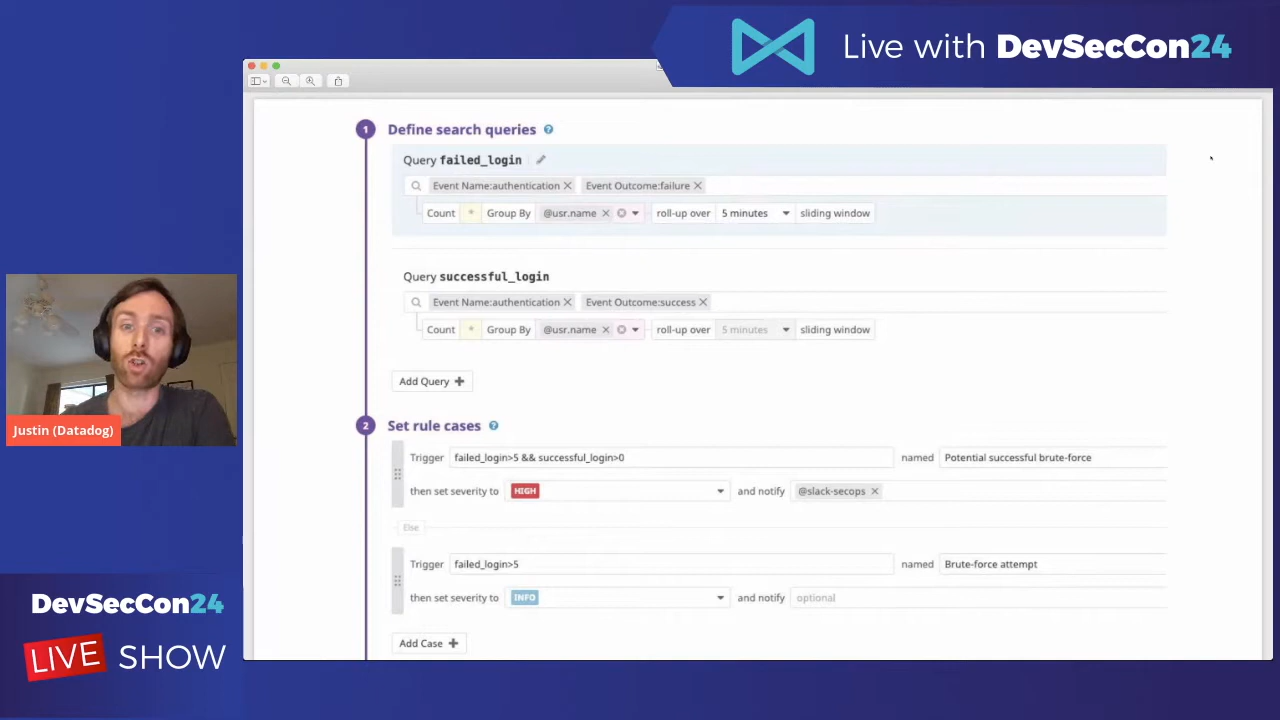 Live with DevSecCon24
1 Define search queries ?
Query failed_login
Event Name:authentication × Event Outcome:failure ×
Count * Group By @usr.name × roll-up over 5 minutes sliding window
Query successful_login
Event Name:authentication × Event Outcome:success ×
Count * Group By @usr.name × roll-up over 5 minutes sliding window
Add Query +
2 Set rule cases ?
Trigger failed_login>5 && successful_login>0 named Potential successful brute-force
then set severity to HIGH and notify @slack-secops ×
Else
Trigger failed_login>5 named Brute-force attempt
then set severity to INFO and notify optional
Add Case +
Justin (Datadog)
DevSecCon24
LIVE SHOW